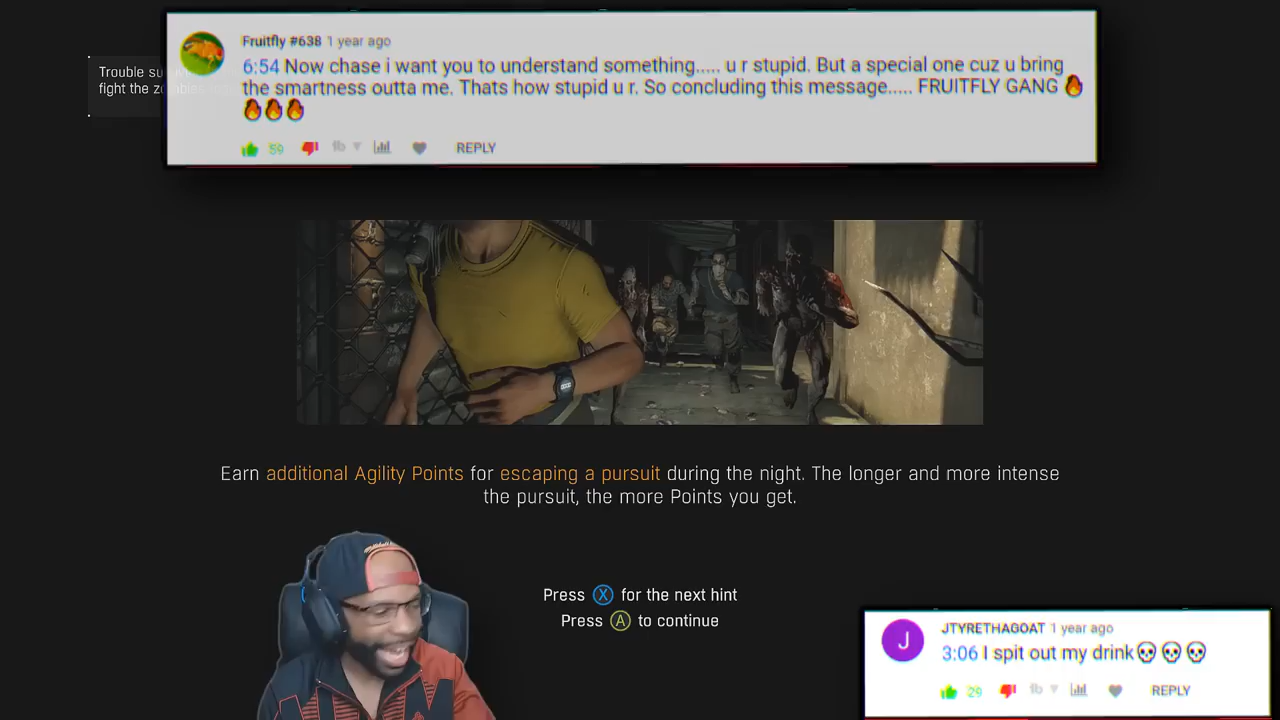 Fruitfly #638 1 year ago
6:54 Now chase i want you to understand something..... u r stupid. But a special one cuz u bring
the smartness outta me. Thats how stupid u r. So concluding this message..... FRUITFLY GANG 🔥
🔥🔥🔥
59 REPLY
Trouble su
fight the zombies
Earn additional Agility Points for escaping a pursuit during the night. The longer and more intense
the pursuit, the more Points you get.
Press X for the next hint
Press A to continue
JTYRETHAGOAT 1 year ago
3:06 I spit out my drink💀💀💀
29 REPLY